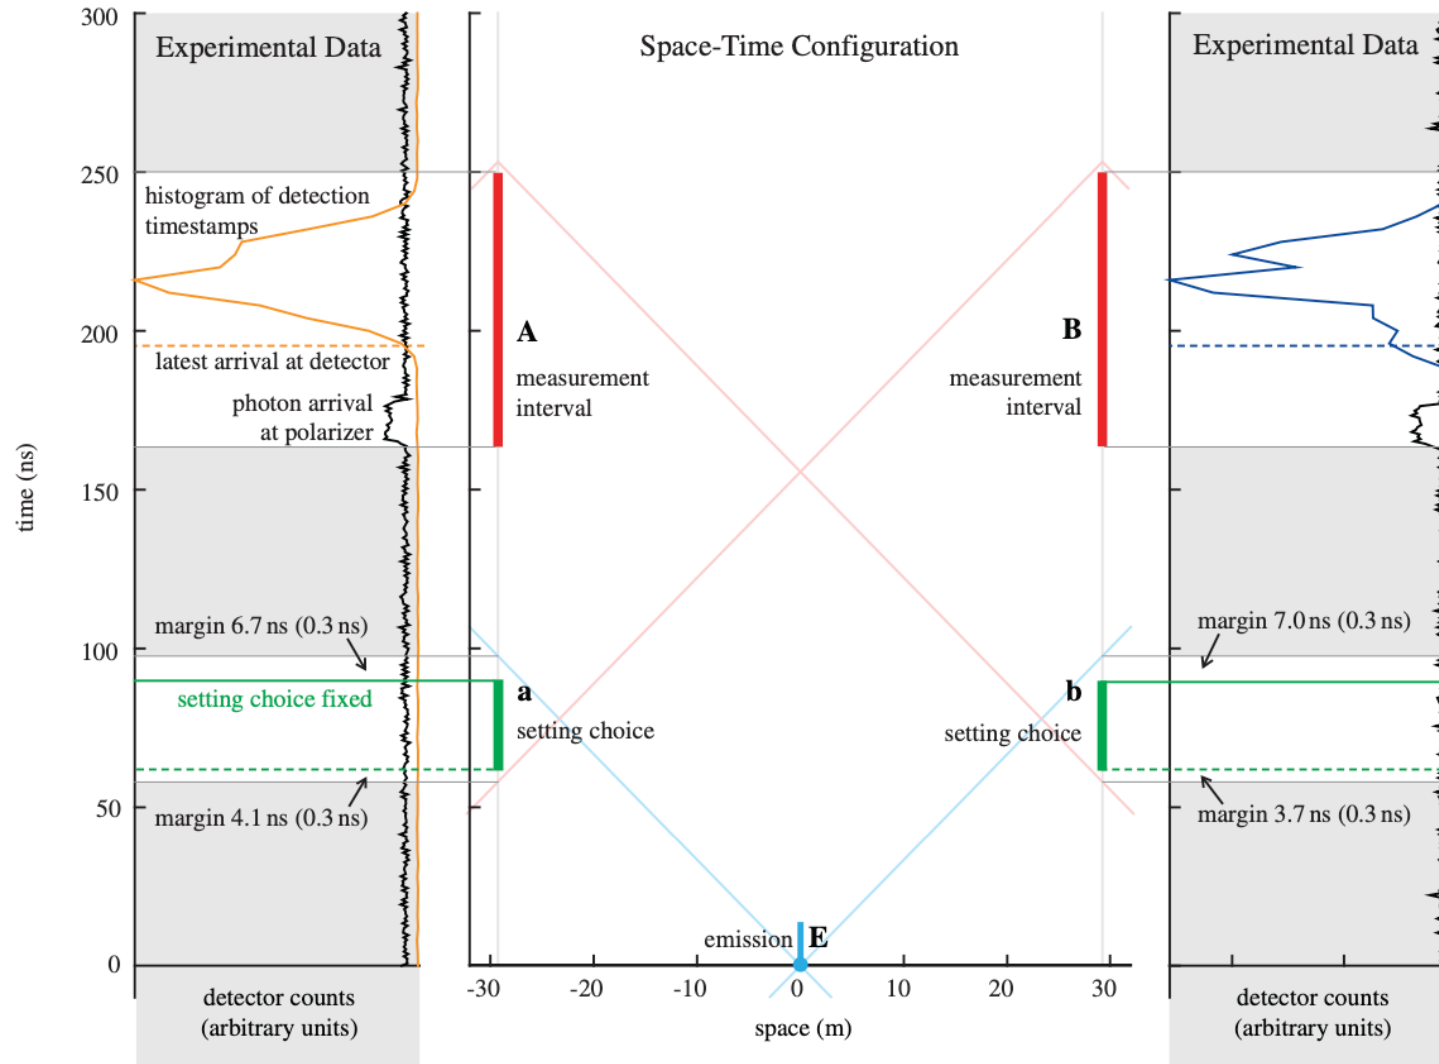 Experimental Data
Space-Time Configuration
Experimental Data
300
250
200
150
100
50
0
time (ns)
histogram of detection
timestamps
latest arrival at detector
photon arrival
at polarizer
margin 6.7 ns (0.3 ns)
setting choice fixed
margin 4.1 ns (0.3 ns)
detector counts
(arbitrary units)
A
measurement
interval
B
measurement
interval
a
setting choice
b
setting choice
emission E
-30 -20 -10 0 10 20 30
space (m)
margin 7.0 ns (0.3 ns)
margin 3.7 ns (0.3 ns)
detector counts
(arbitrary units)